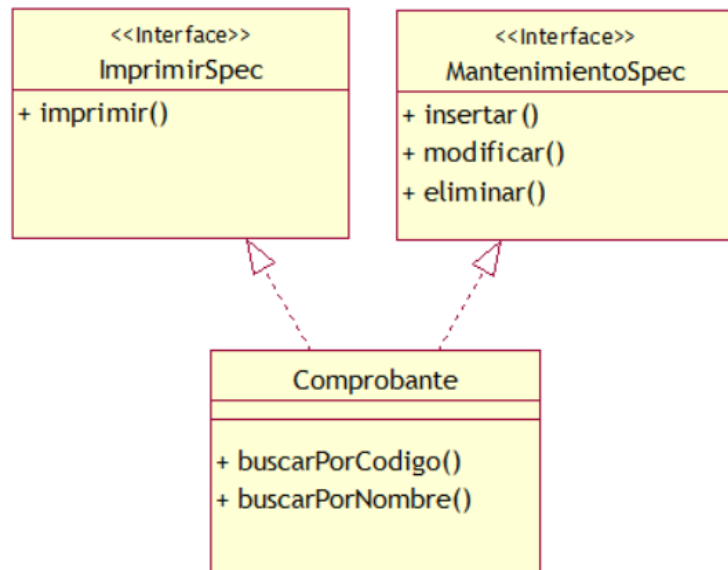 <<Interface>>
ImprimirSpec
+ imprimir()
<<Interface>>
MantenimientoSpec
+ insertar()
+ modificar()
+ eliminar()
Comprobante
+ buscarPorCodigo()
+ buscarPorNombre()